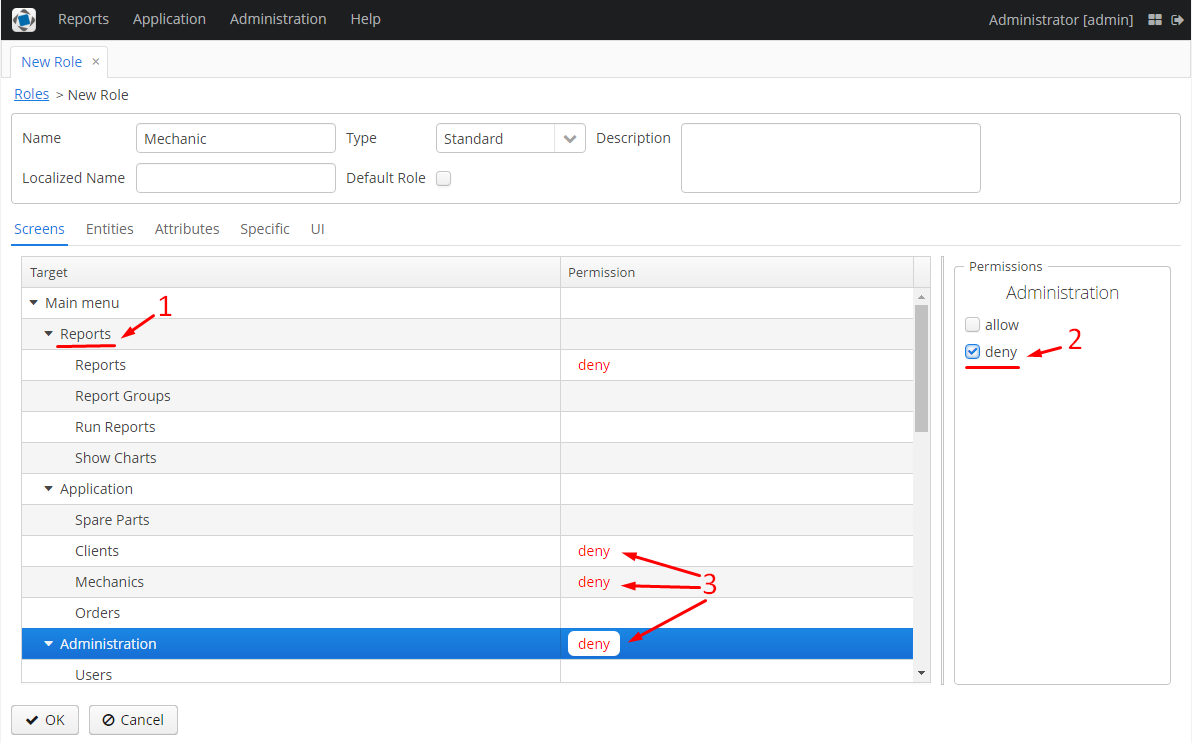 Reports Application Administration Help Administrator [admin]
New Role ×
Roles > New Role
Name Mechanic Type Standard Description
Localized Name Default Role
Screens Entities Attributes Specific UI
Target Permission
Main menu
Reports
Reports deny
Report Groups
Run Reports
Show Charts
Application
Spare Parts
Clients deny
Mechanics deny
Orders
Administration deny
Users
1
3
Permissions
Administration
allow
deny
2
OK Cancel